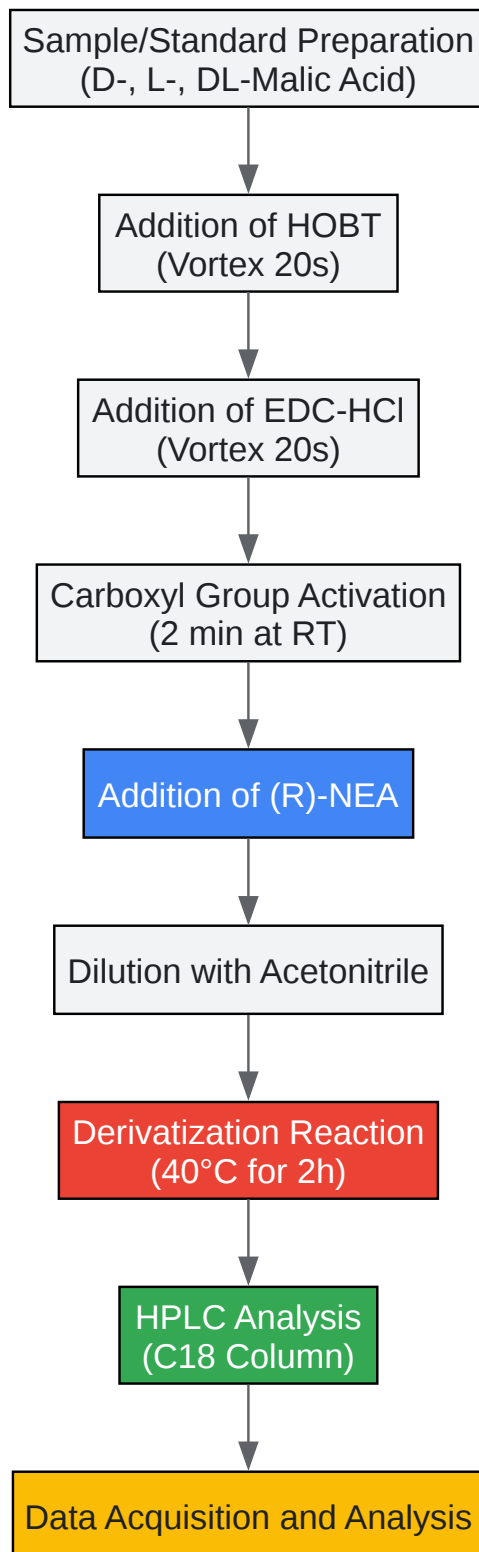 Sample/Standard Preparation
(D-, L-, DL-Malic Acid)
Addition of HOBT
(Vortex 20s)
Addition of EDC-HCl
(Vortex 20s)
Carboxyl Group Activation
(2 min at RT)
Addition of (R)-NEA
Dilution with Acetonitrile
Derivatization Reaction
(40°C for 2h)
HPLC Analysis
(C18 Column)
Data Acquisition and Analysis